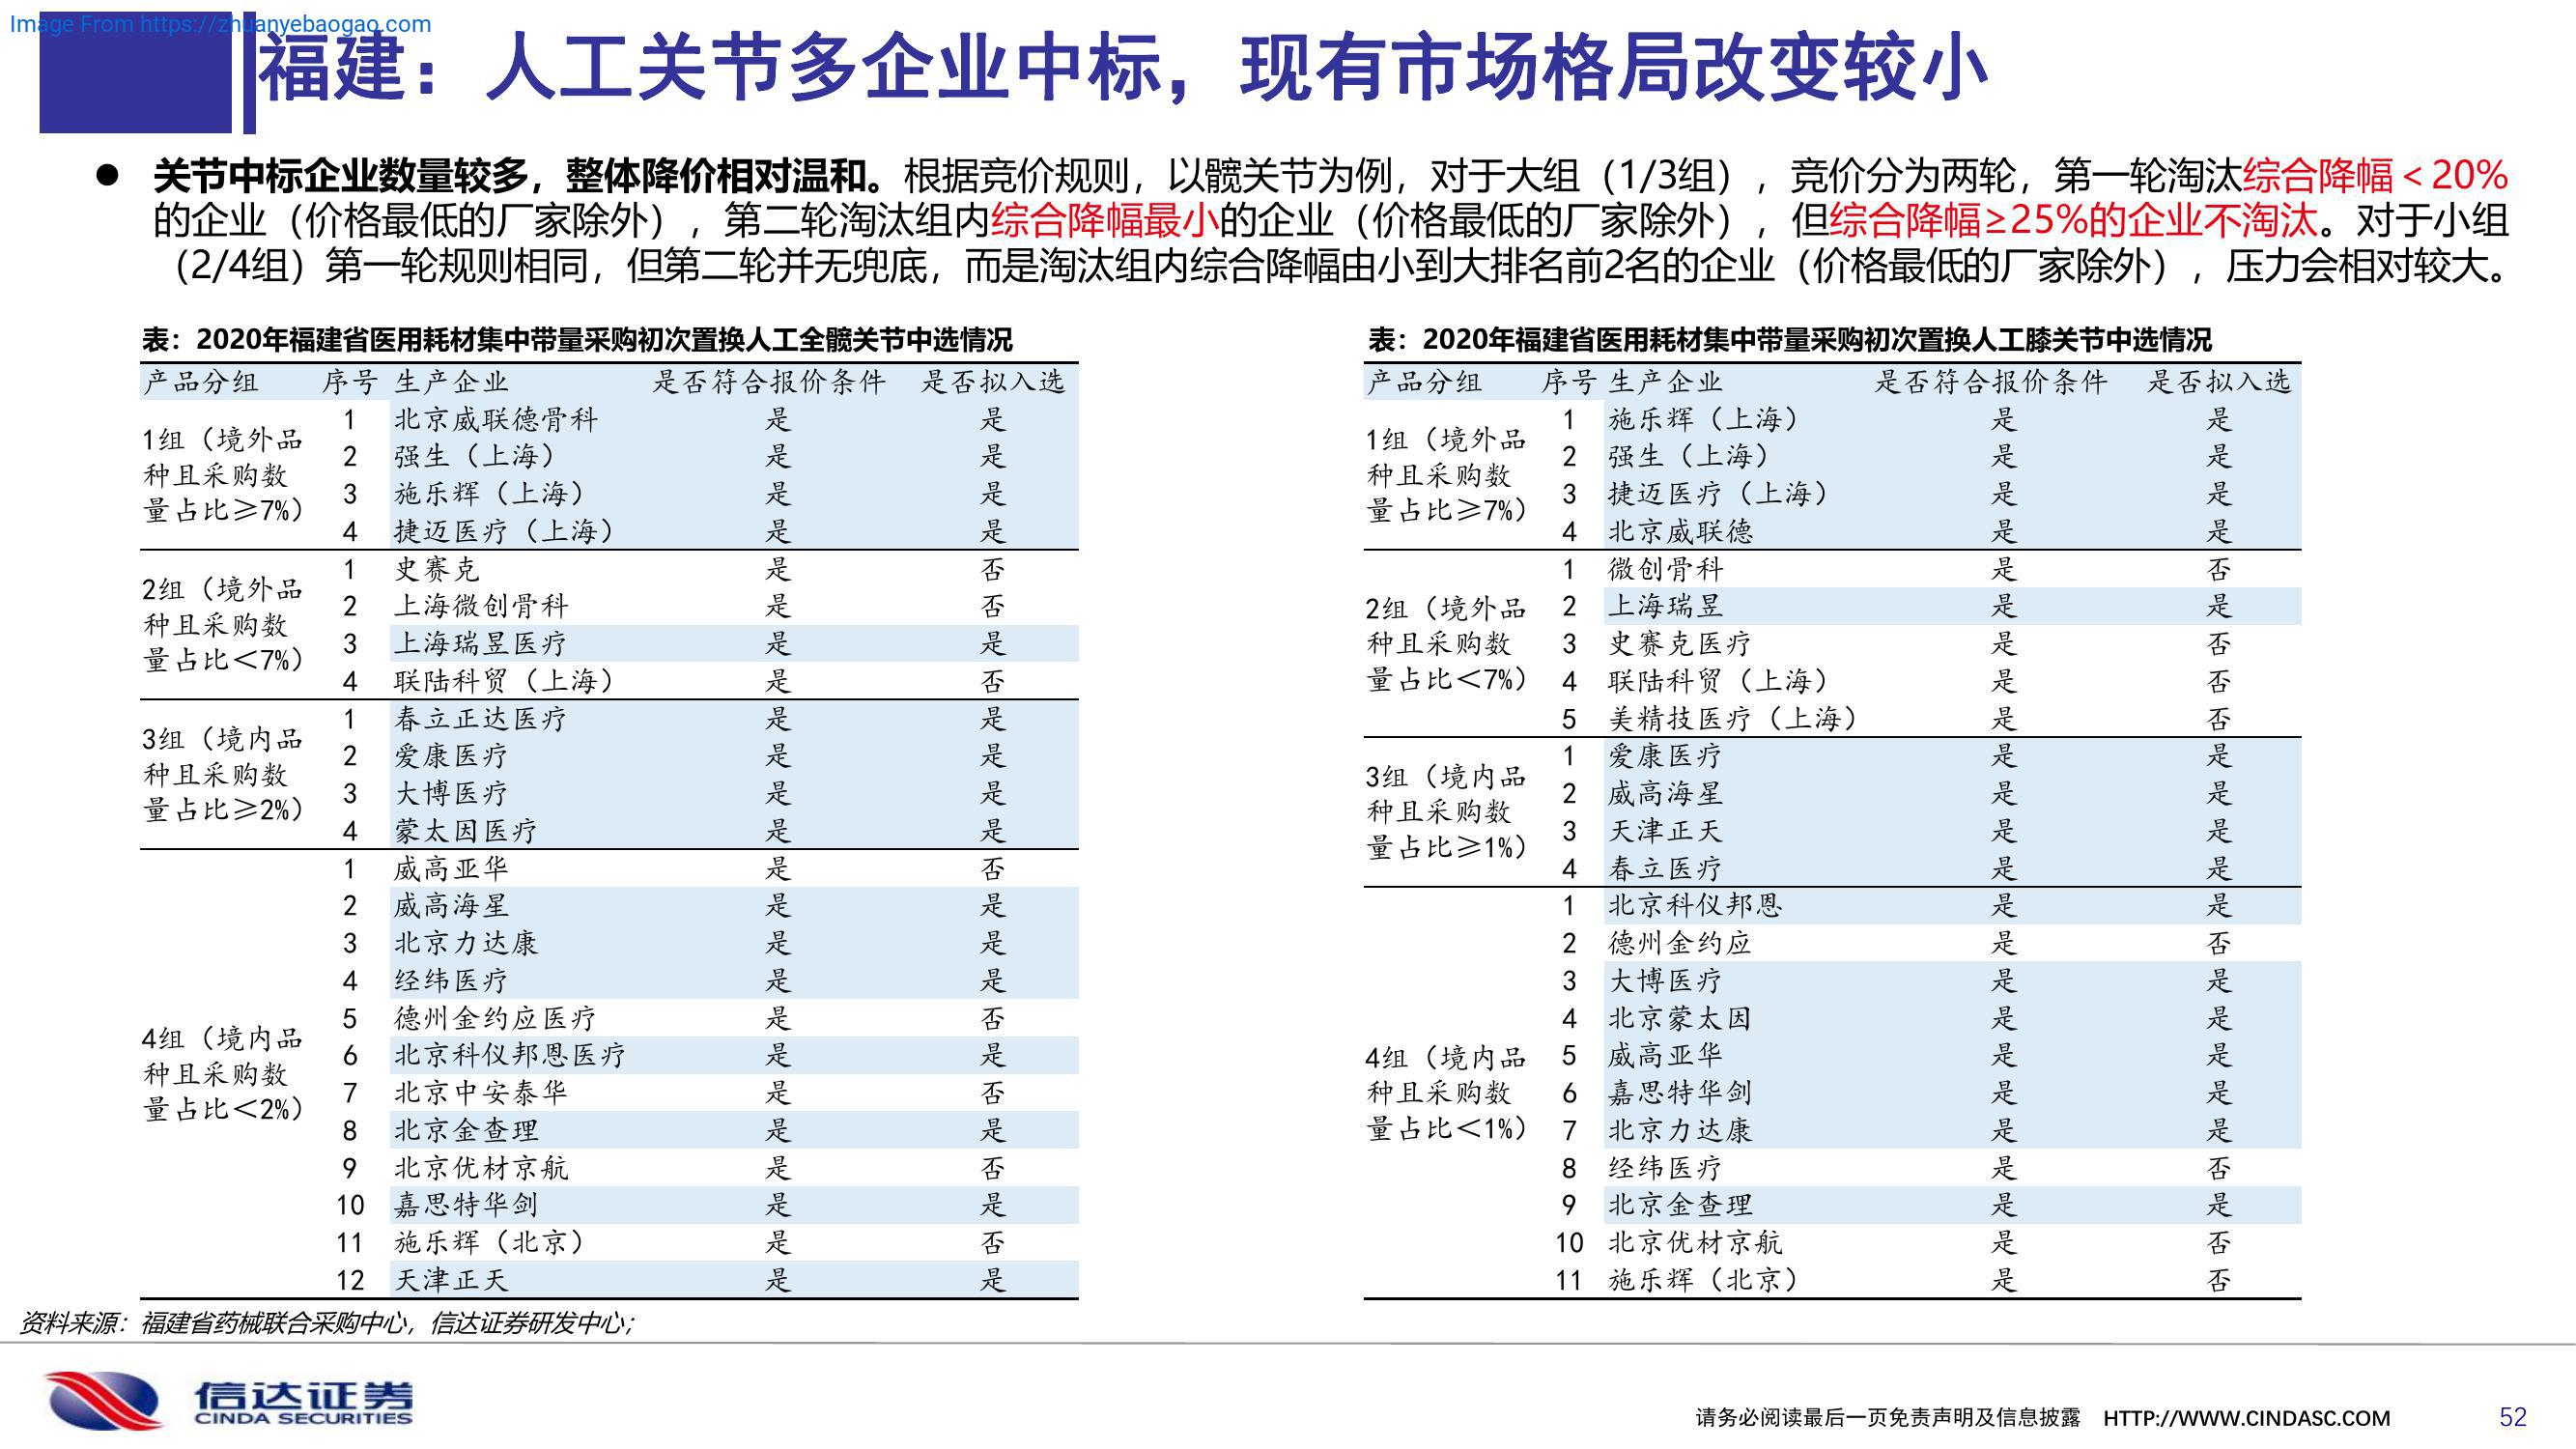 Image From https://zhuanyebaogao.com
福建：人工关节多企业中标，现有市场格局改变较小
● 关节中标企业数量较多，整体降价相对温和。根据竞价规则，以髋关节为例，对于大组（1/3组），竞价分为两轮，第一轮淘汰综合降幅＜20%
的企业（价格最低的厂家除外），第二轮淘汰组内综合降幅最小的企业（价格最低的厂家除外），但综合降幅≥25%的企业不淘汰。对于小组
（2/4组）第一轮规则相同，但第二轮并无兜底，而是淘汰组内综合降幅由小到大排名前2名的企业（价格最低的厂家除外），压力会相对较大。
表：2020年福建省医用耗材集中带量采购初次置换人工全髋关节中选情况
产品分组 序号 生产企业 是否符合报价条件 是否拟入选
1组（境外品种且采购数量占比≥7%）
1 北京威联德骨科 是 是
2 强生（上海） 是 是
3 施乐辉（上海） 是 是
4 捷迈医疗（上海） 是 是
2组（境外品种且采购数量占比＜7%）
1 史赛克 是 否
2 上海微创骨科 是 否
3 上海瑞昱医疗 是 是
4 联陆科贸（上海） 是 否
3组（境内品种且采购数量占比≥2%）
1 春立正达医疗 是 是
2 爱康医疗 是 是
3 大博医疗 是 是
4 蒙太因医疗 是 是
4组（境内品种且采购数量占比＜2%）
1 威高亚华 是 否
2 威高海星 是 是
3 北京力达康 是 是
4 经纬医疗 是 是
5 德州金约应医疗 是 否
6 北京科仪邦恩医疗 是 是
7 北京中安泰华 是 否
8 北京金查理 是 是
9 北京优材京航 是 否
10 嘉思特华剑 是 是
11 施乐辉（北京） 是 否
12 天津正天 是 是
表：2020年福建省医用耗材集中带量采购初次置换人工膝关节中选情况
产品分组 序号 生产企业 是否符合报价条件 是否拟入选
1组（境外品种且采购数量占比≥7%）
1 施乐辉（上海） 是 是
2 强生（上海） 是 是
3 捷迈医疗（上海） 是 是
4 北京威联德 是 是
2组（境外品种且采购数量占比＜7%）
1 微创骨科 是 否
2 上海瑞昱 是 是
3 史赛克医疗 是 否
4 联陆科贸（上海） 是 否
5 美精技医疗（上海） 是 否
3组（境内品种且采购数量占比≥1%）
1 爱康医疗 是 是
2 威高海星 是 是
3 天津正天 是 是
4 春立医疗 是 是
4组（境内品种且采购数量占比＜1%）
1 北京科仪邦恩 是 是
2 德州金约应 是 否
3 大博医疗 是 是
4 北京蒙太因 是 是
5 威高亚华 是 是
6 嘉思特华剑 是 是
7 北京力达康 是 是
8 经纬医疗 是 否
9 北京金查理 是 是
10 北京优材京航 是 否
11 施乐辉（北京） 是 否
资料来源：福建省药械联合采购中心，信达证券研发中心；
信达证券
CINDA SECURITIES
请务必阅读最后一页免责声明及信息披露 HTTP://WWW.CINDASC.COM 52